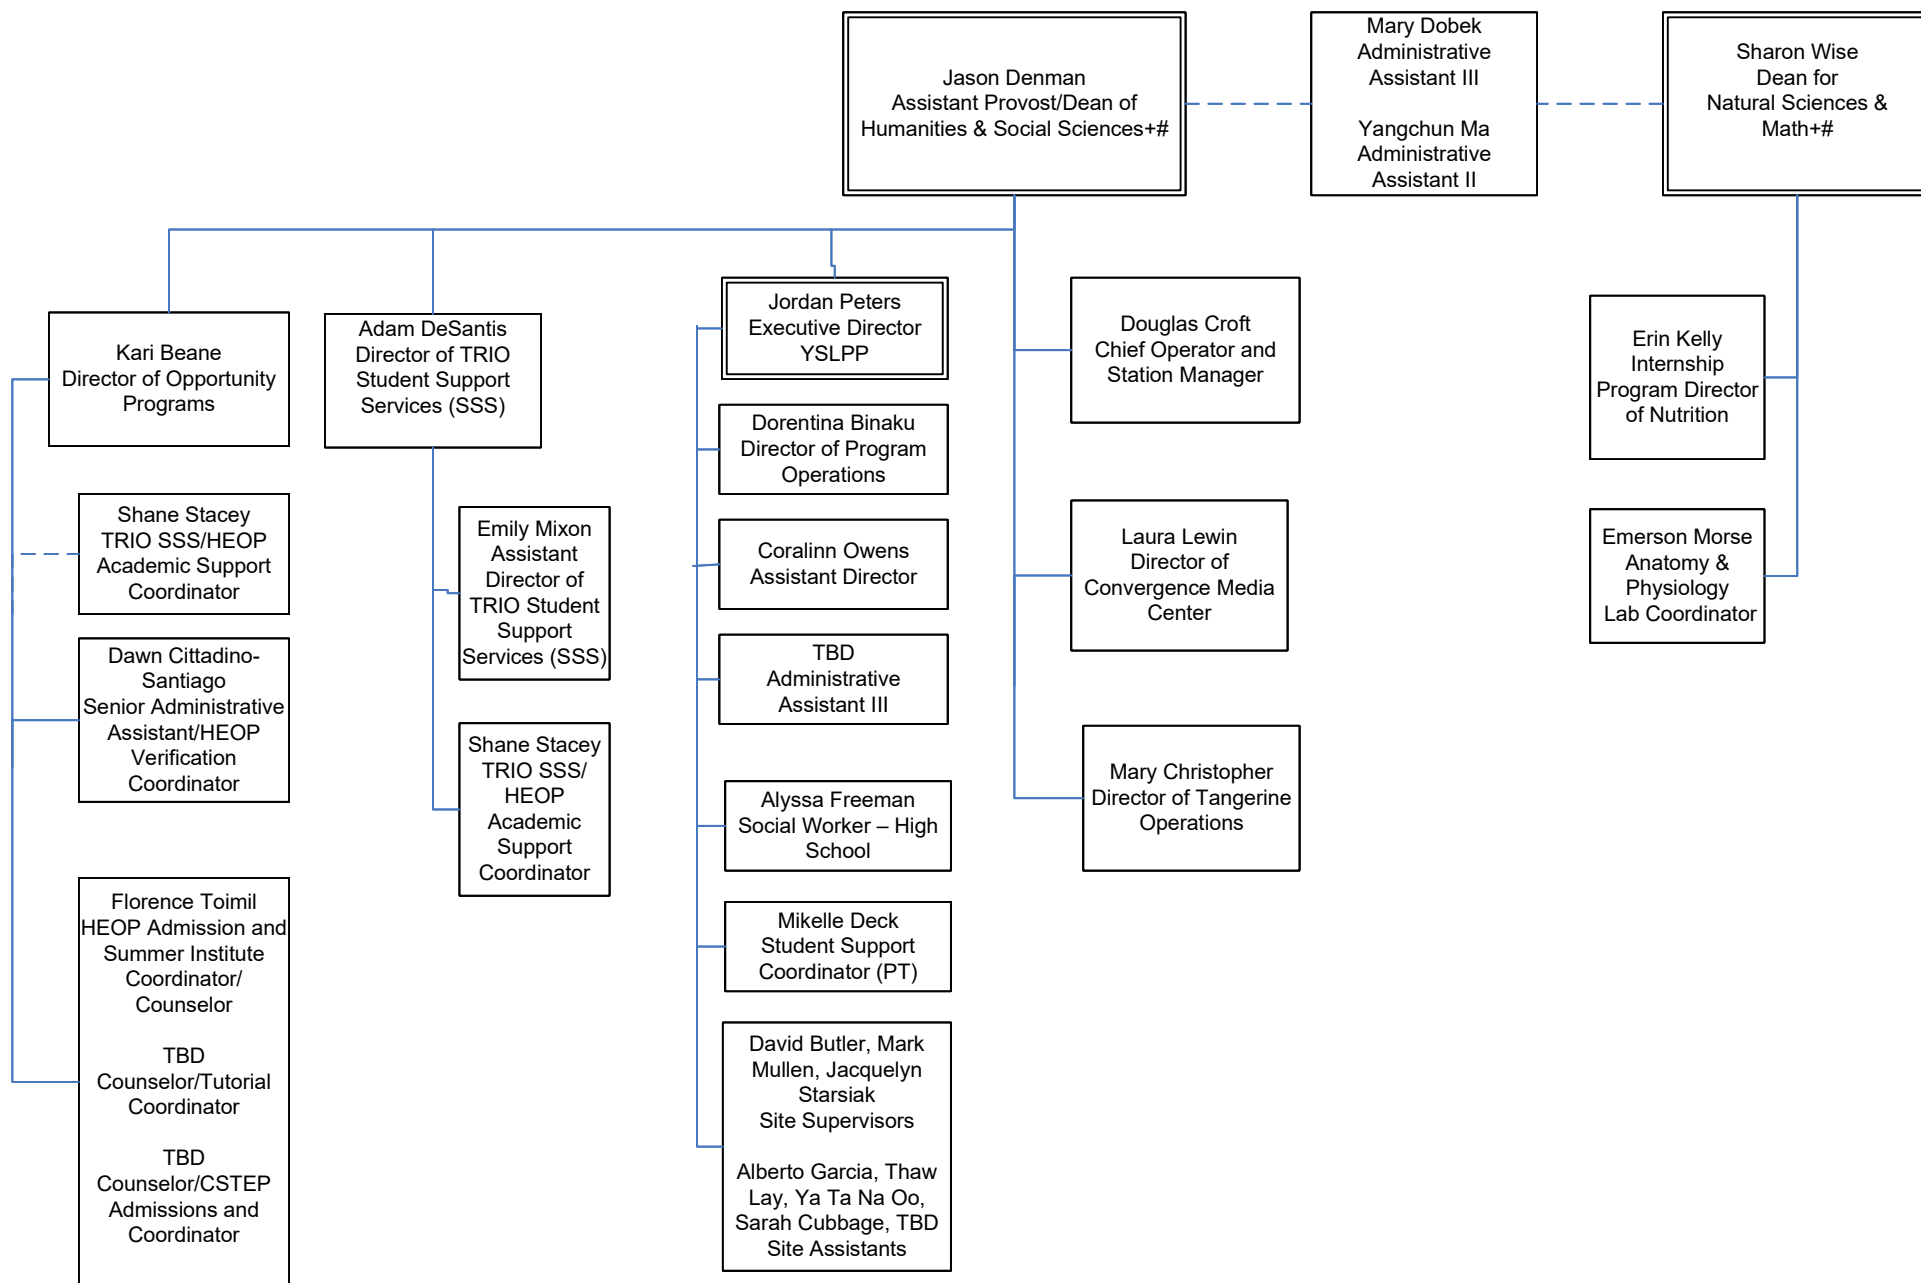 Jason Denman
Assistant Provost/Dean of
Humanities & Social Sciences+#
Mary Dobek
Administrative
Assistant III
Yangchun Ma
Administrative
Assistant II
Sharon Wise
Dean for
Natural Sciences &
Math+#
Kari Beane
Director of Opportunity
Programs
Shane Stacey
TRIO SSS/HEOP
Academic Support
Coordinator
Dawn Cittadino-
Santiago
Senior Administrative
Assistant/HEOP
Verification
Coordinator
Florence Toimil
HEOP Admission and
Summer Institute
Coordinator/
Counselor
TBD
Counselor/Tutorial
Coordinator
TBD
Counselor/CSTEP
Admissions and
Coordinator
Adam DeSantis
Director of TRIO
Student Support
Services (SSS)
Emily Mixon
Assistant
Director of
TRIO Student
Support
Services (SSS)
Shane Stacey
TRIO SSS/
HEOP
Academic
Support
Coordinator
Jordan Peters
Executive Director
YSLPP
Dorentina Binaku
Director of Program
Operations
Coralinn Owens
Assistant Director
TBD
Administrative
Assistant III
Alyssa Freeman
Social Worker – High
School
Mikelle Deck
Student Support
Coordinator (PT)
David Butler, Mark
Mullen, Jacquelyn
Starsiak
Site Supervisors
Alberto Garcia, Thaw
Lay, Ya Ta Na Oo,
Sarah Cubbage, TBD
Site Assistants
Douglas Croft
Chief Operator and
Station Manager
Laura Lewin
Director of
Convergence Media
Center
Mary Christopher
Director of Tangerine
Operations
Erin Kelly
Internship
Program Director
of Nutrition
Emerson Morse
Anatomy &
Physiology
Lab Coordinator